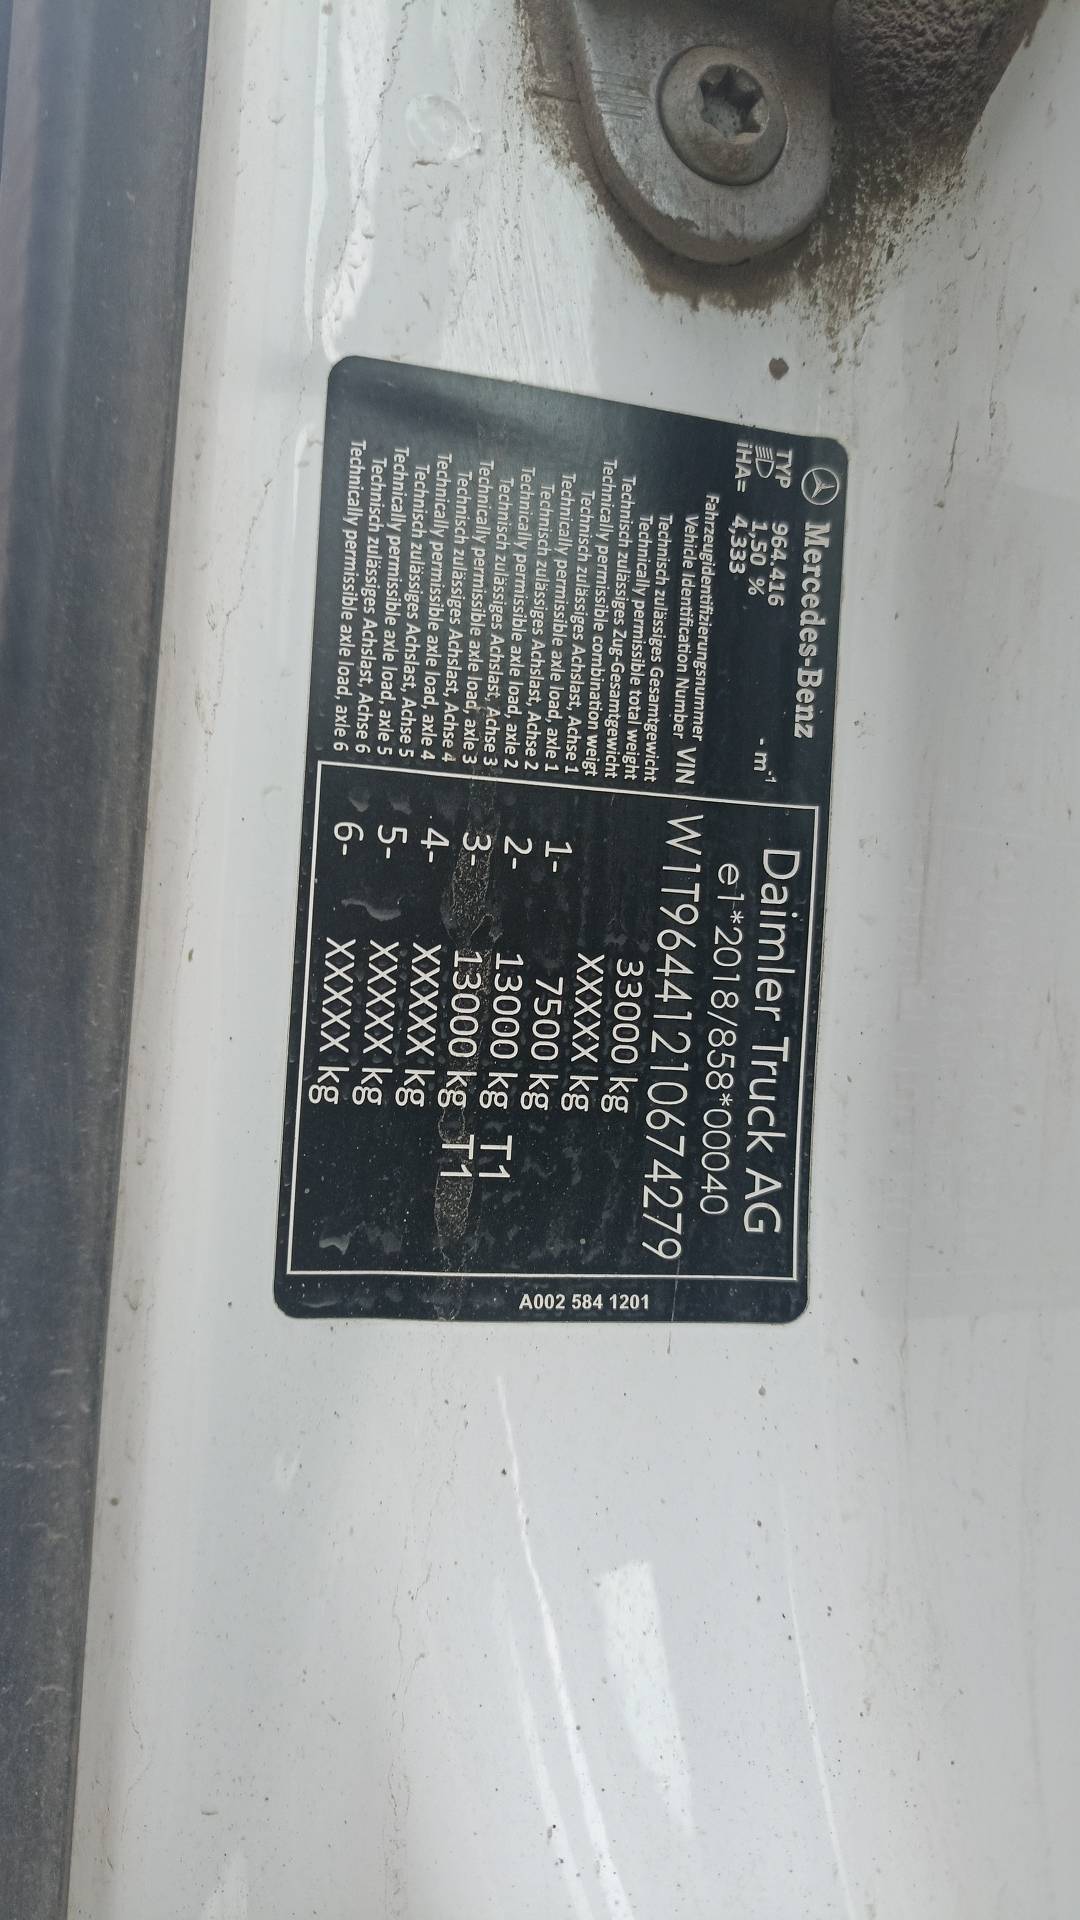 Mercedes-Benz
TYP 964.416
1,50 % - m⁻¹
iHA= 4,333
Daimler Truck AG
e1*2018/858*00040
Fahrzeugidentifizierungsnummer
Vehicle Identification Number VIN W1T96441210674279
Technisch zulässiges Gesamtgewicht
Technically permissible total weight 33000 kg
Technisch zulässiges Zug-Gesamtgewicht
Technically permissible combination weigt XXXXX kg
Technisch zulässiges Achslast, Achse 1
Technically permissible axle load, axle 1 1- 7500 kg
Technisch zulässiges Achslast, Achse 2
Technically permissible axle load, axle 2 2- 13000 kg T1
Technisch zulässiges Achslast, Achse 3
Technically permissible axle load, axle 3 3- 13000 kg T1
Technisch zulässiges Achslast, Achse 4
Technically permissible axle load, axle 4 4- XXXXX kg
Technisch zulässiges Achslast, Achse 5
Technically permissible axle load, axle 5 5- XXXXX kg
Technisch zulässiges Achslast, Achse 6
Technically permissible axle load, axle 6 6- XXXXX kg
A002 584 1201